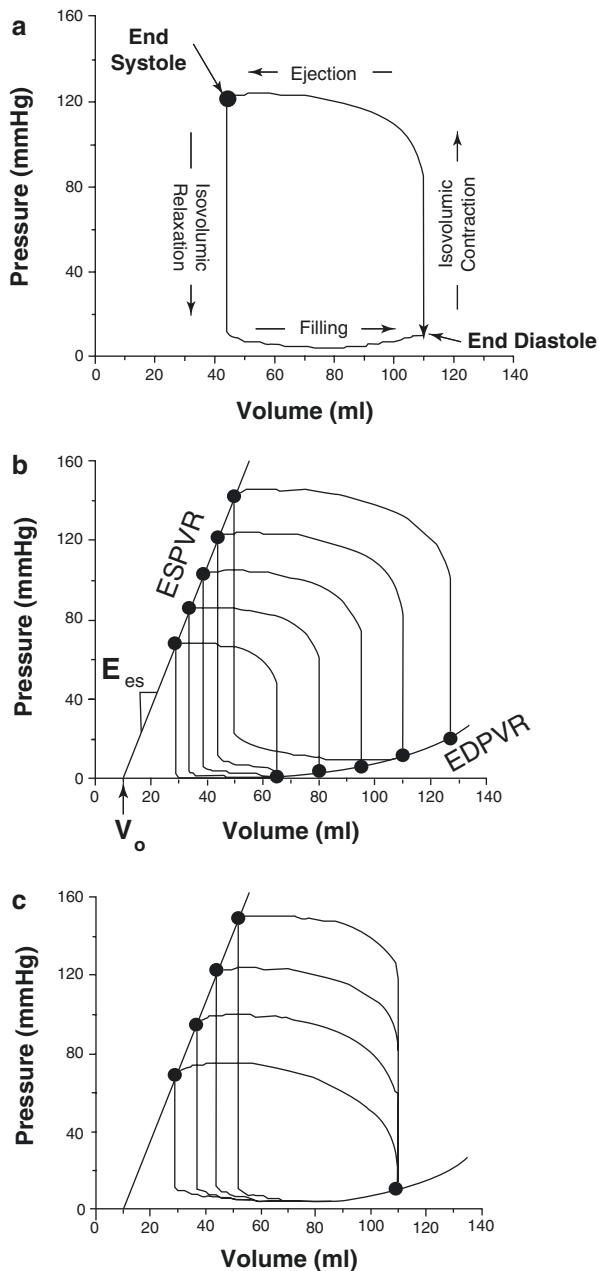 a
End
Systole
Ejection
Pressure (mmHg)
160
120
80
40
0
Isovolumic
Relaxation
Isovolumic
Contraction
Filling
End Diastole
0 20 40 60 80 100 120 140
Volume (ml)
b
Pressure (mmHg)
160
120
80
40
0
ESPVR
E es
EDPVR
0 20 40 60 80 100 120 140
V o
Volume (ml)
c
Pressure (mmHg)
160
120
80
40
0
0 20 40 60 80 100 120 140
Volume (ml)